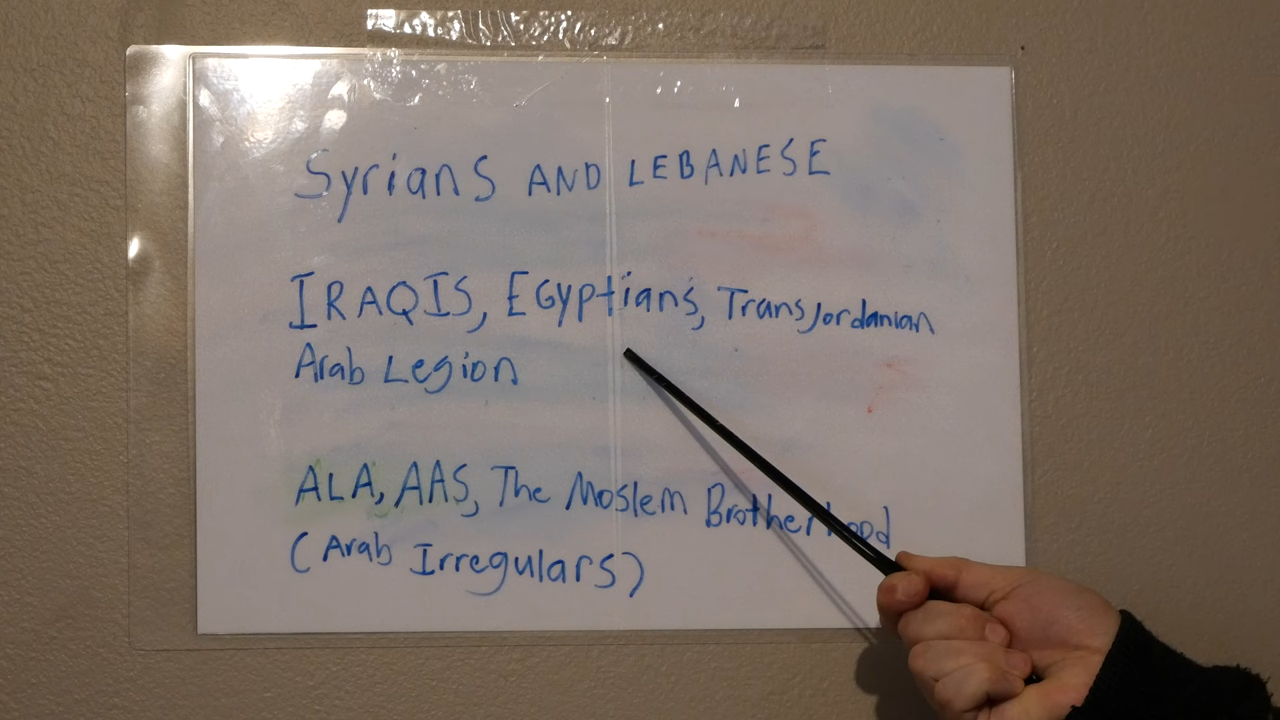 Syrians AND LEBANESE
IRAQIS, EGyptians, TransJordanian
Arab Legion
ALA, AAS, The Moslem Brotherhood
(Arab Irregulars)